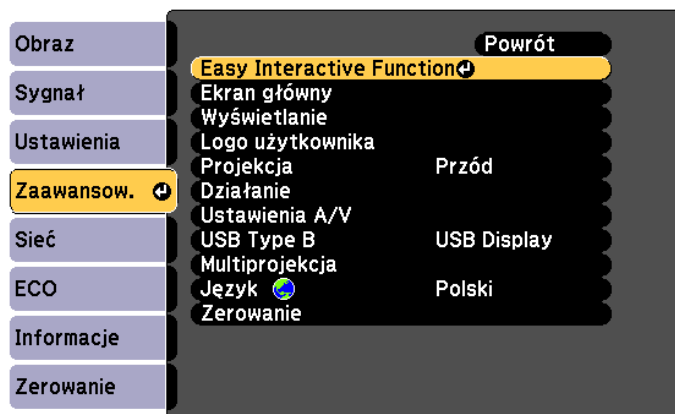 Obraz
Sygnał
Ustawienia
Zaawansow.
Sieć
ECO
Informacje
Zerowanie
Powrót
Easy Interactive Function
Ekran główny
Wyświetlanie
Logo użytkownika
Projekcja Przód
Działanie
Ustawienia A/V
USB Type B USB Display
Multiprojekcja
Język Polski
Zerowanie